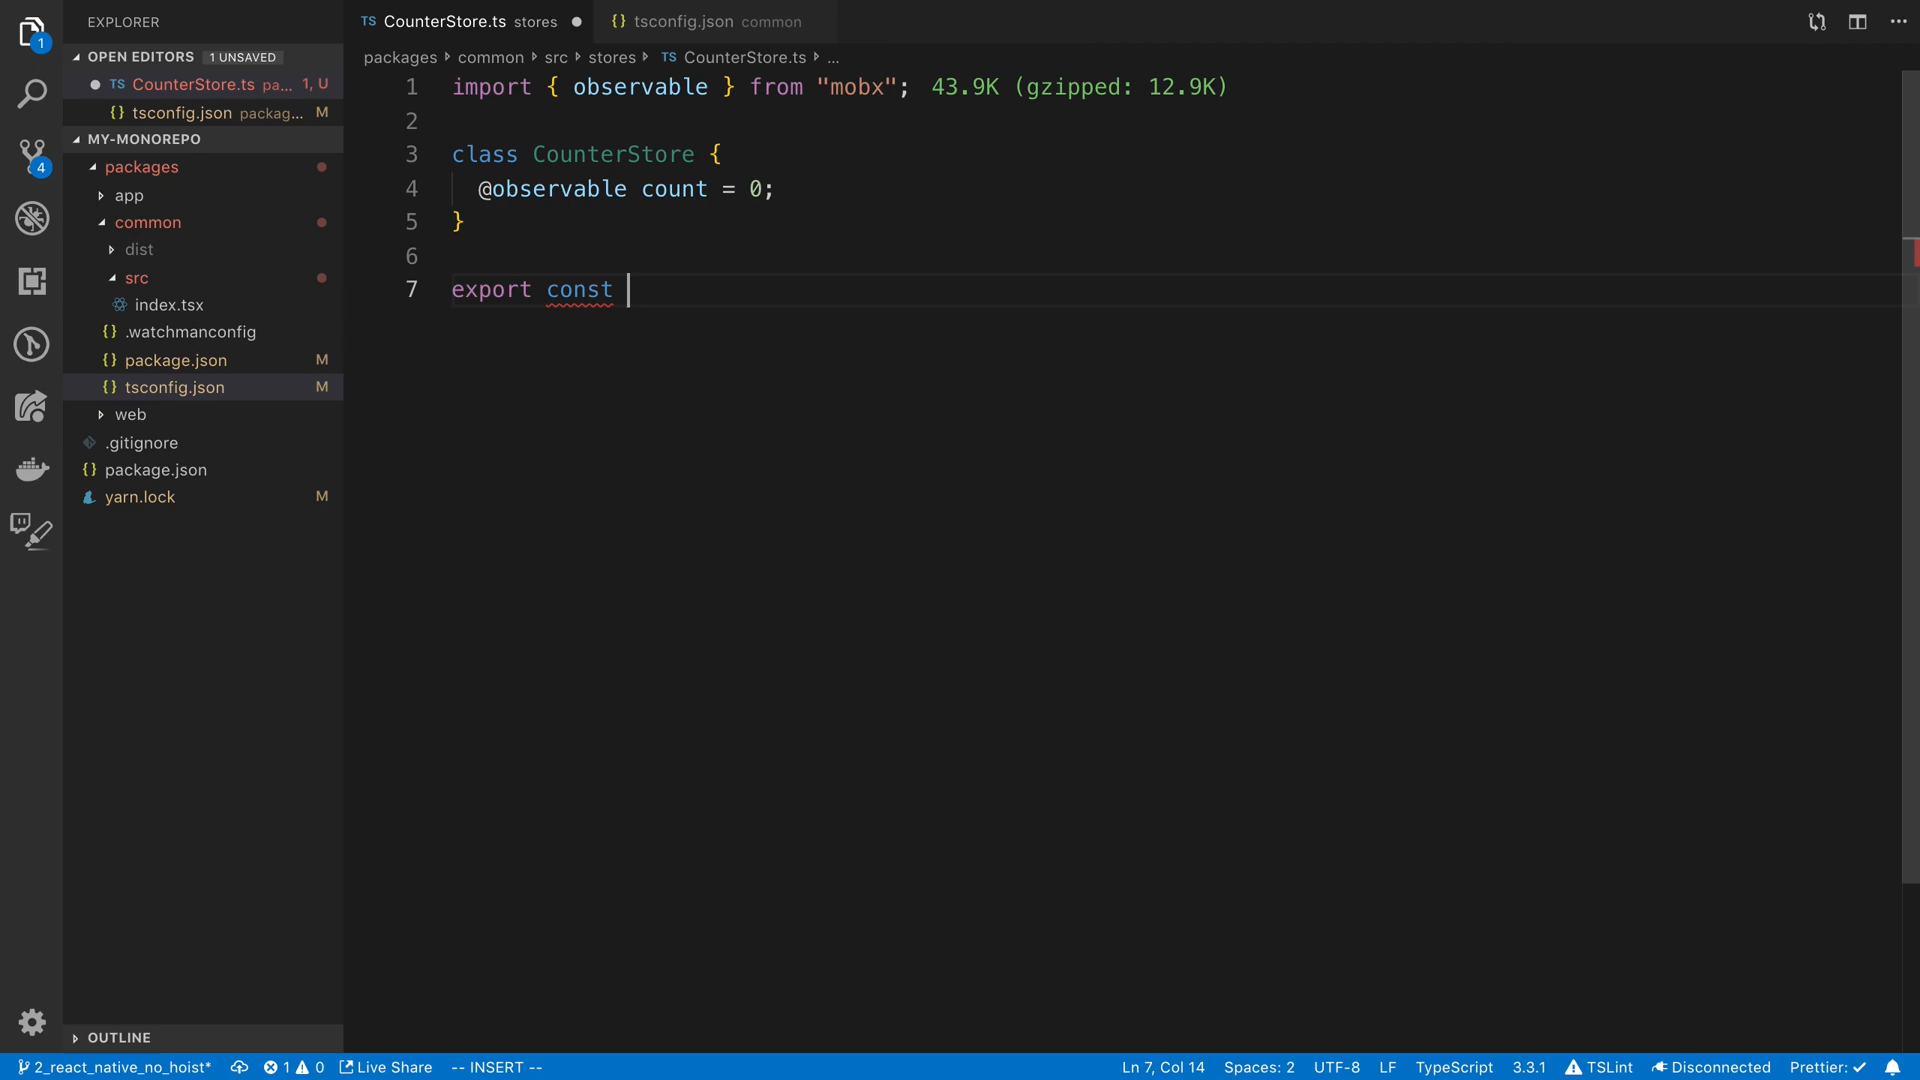 EXPLORER
1
4
OPEN EDITORS 1 UNSAVED
TS CounterStore.ts pa... 1, U
{} tsconfig.json packag... M
MY-MONOREPO
packages
app
common
dist
src
index.tsx
{} .watchmanconfig
{} package.json M
{} tsconfig.json M
web
.gitignore
{} package.json
yarn.lock M
OUTLINE
TS CounterStore.ts stores
{} tsconfig.json common
packages common src stores TS CounterStore.ts ...
1 import { observable } from "mobx"; 43.9K (gzipped: 12.9K)
2
3 class CounterStore {
4 @observable count = 0;
5 }
6
7 export const
2_react_native_no_hoist* 1 0 Live Share -- INSERT -- Ln 7, Col 14 Spaces: 2 UTF-8 LF TypeScript 3.3.1 TSLint Disconnected Prettier: ✓